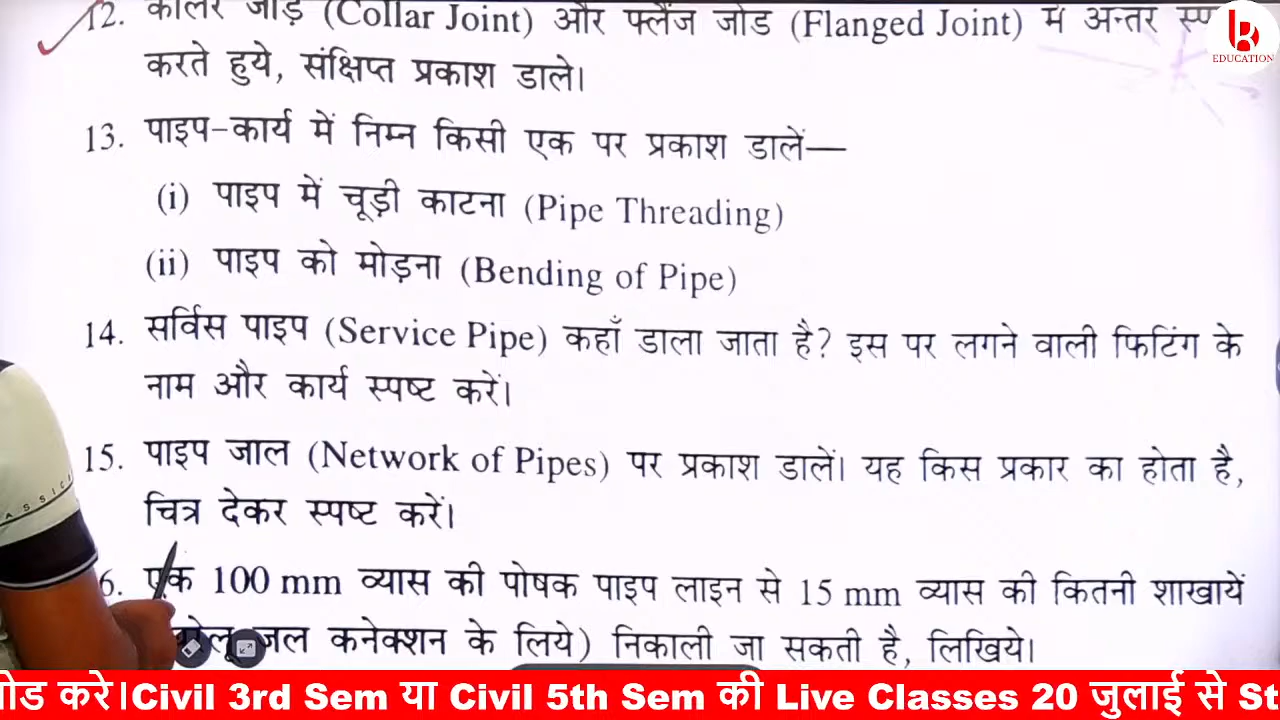 12. कॉलर जोड़ (Collar Joint) और फ्लैंज जोड (Flanged Joint) में अन्तर
करते हुये, संक्षिप्त प्रकाश डाले।
13. पाइप-कार्य में निम्न किसी एक पर प्रकाश डालें—
(i) पाइप में चूड़ी काटना (Pipe Threading)
(ii) पाइप को मोड़ना (Bending of Pipe)
14. सर्विस पाइप (Service Pipe) कहाँ डाला जाता है? इस पर लगने वाली फिटिंग के
नाम और कार्य स्पष्ट करें।
15. पाइप जाल (Network of Pipes) पर प्रकाश डालें। यह किस प्रकार का होता है,
चित्र देकर स्पष्ट करें।
6. एक 100 mm व्यास की पोषक पाइप लाइन से 15 mm व्यास की कितनी शाखायें
जल कनेक्शन के लिये) निकाली जा सकती है, लिखिये।
EDUCATION
करे।Civil 3rd Sem या Civil 5th Sem की Live Classes 20 जुलाई से St